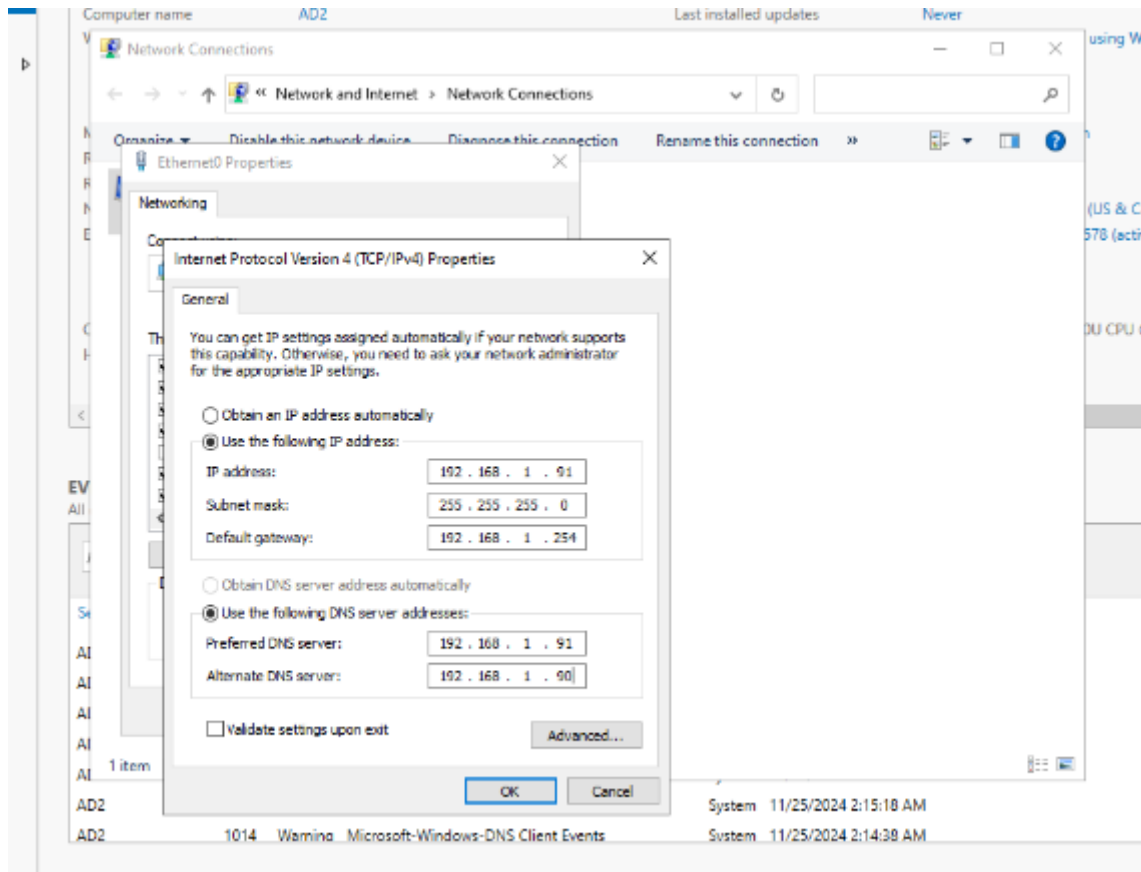 Computer name AD2 Last installed updates Never
Network Connections
using W
Network and Internet Network Connections
Organize Disable this network device Diagnose this connection Rename this connection »
Ethernet0 Properties
Networking
(US & C
578 (acti
Internet Protocol Version 4 (TCP/IPv4) Properties
General
0U CPU
You can get IP settings assigned automatically if your network supports
this capability. Otherwise, you need to ask your network administrator
for the appropriate IP settings.
Obtain an IP address automatically
Use the following IP address:
IP address: 192 . 168 . 1 . 91
Subnet mask: 255 . 255 . 255 . 0
Default gateway: 192 . 168 . 1 . 254
EV
All
Obtain DNS server address automatically
Use the following DNS server addresses:
Preferred DNS server: 192 . 168 . 1 . 91
Alternate DNS server: 192 . 168 . 1 . 90
Validate settings upon exit
Advanced...
1 item
OK Cancel
AD2 System 11/25/2024 2:15:18 AM
AD2 1014 Warning Microsoft-Windows-DNS Client Events System 11/25/2024 2:14:38 AM